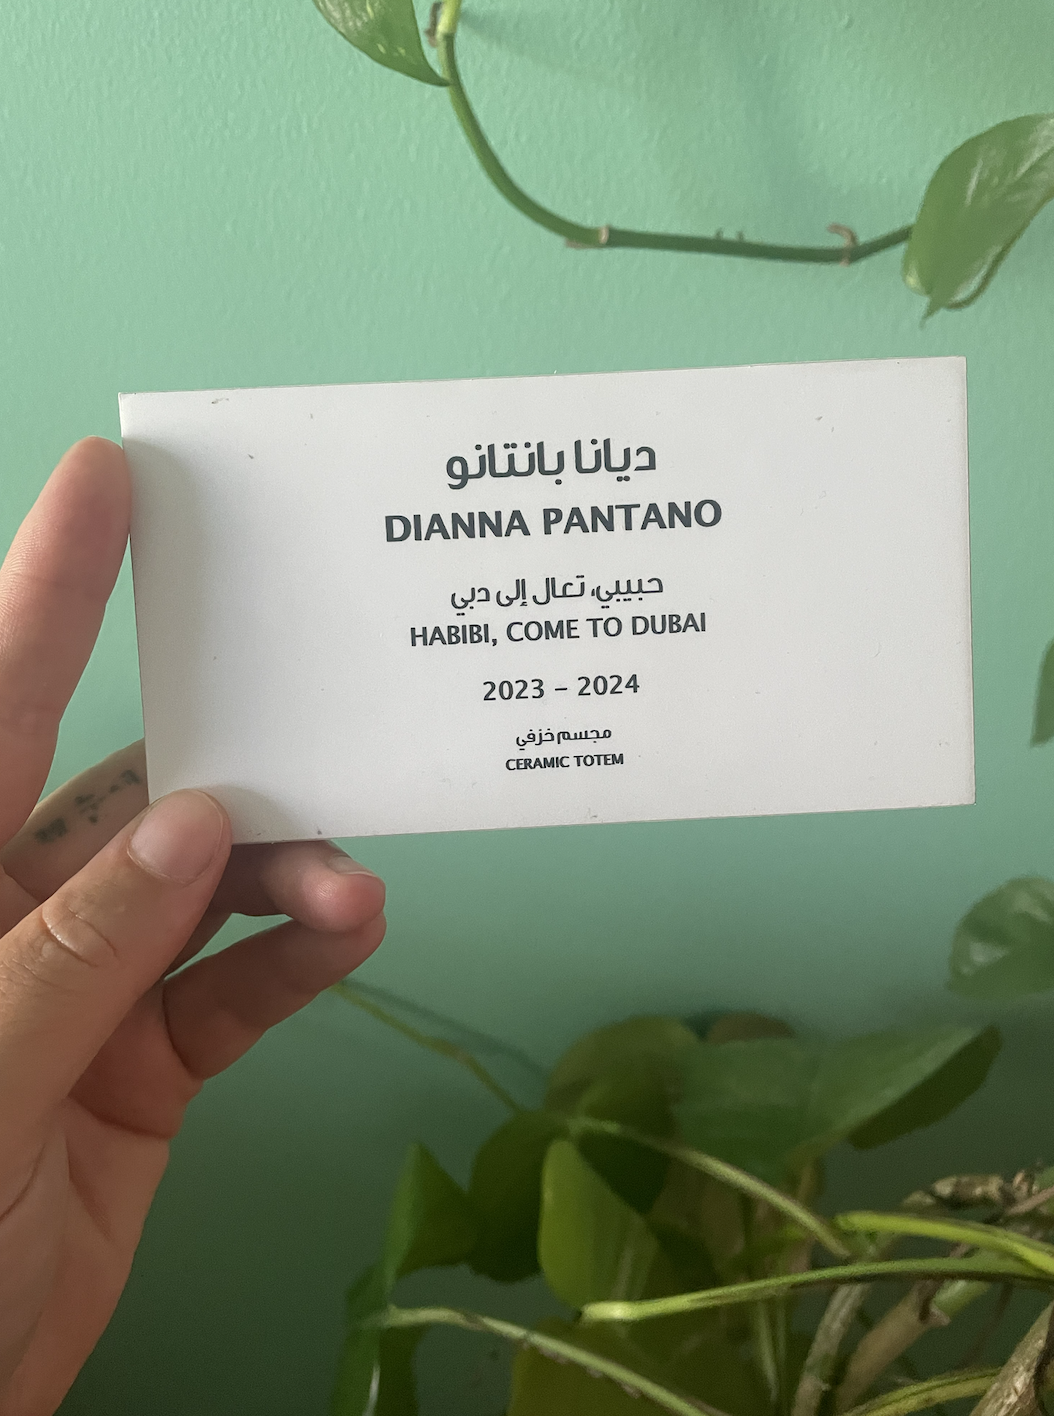 ديانا بانتانو
DIANNA PANTANO
حبيبي، تعال إلى دبي
HABIBI, COME TO DUBAI
2023 – 2024
مجسم خزفي
CERAMIC TOTEM